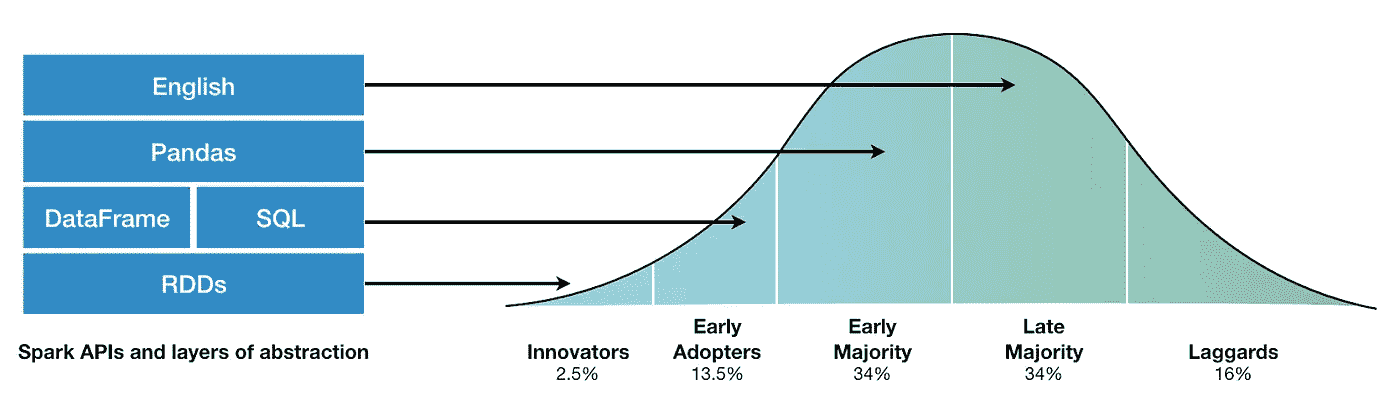 English
Pandas
DataFrame
SQL
RDDs
Spark APIs and layers of abstraction
Innovators
2.5%
Early
Adopters
13.5%
Early
Majority
34%
Late
Majority
34%
Laggards
16%